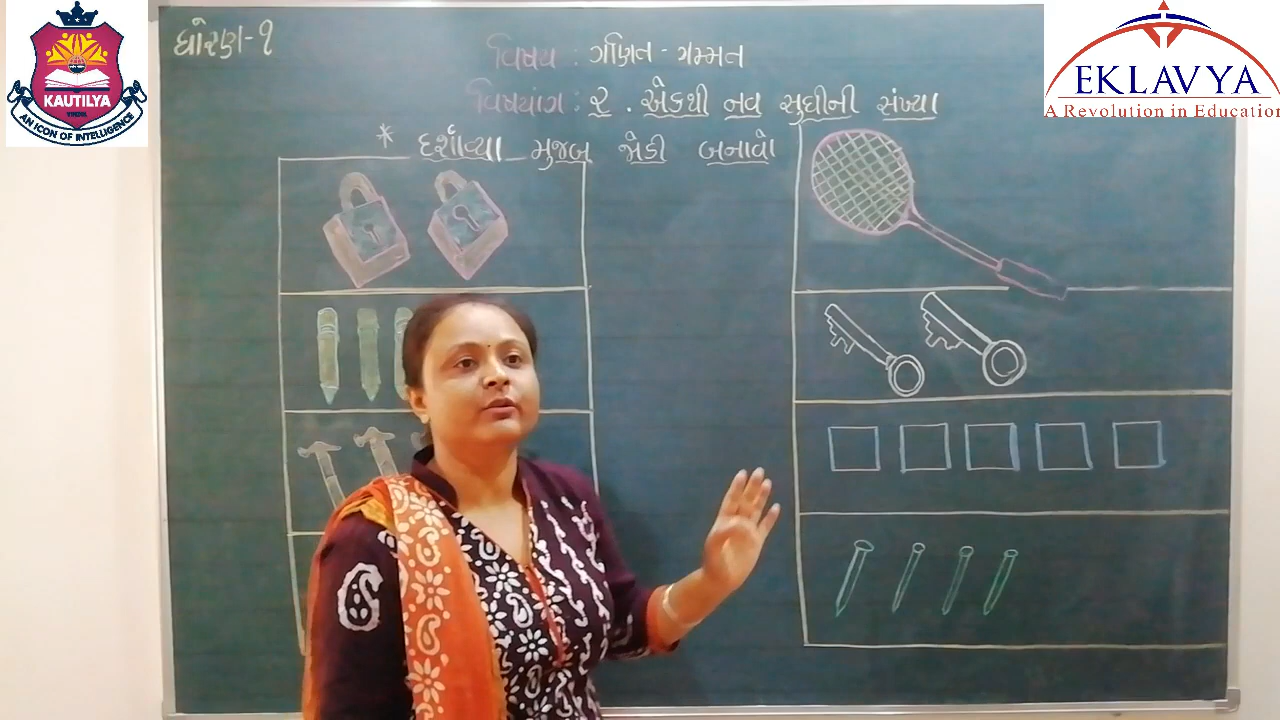 ધોરણ-૧
વિષય : ગણિત - ગમ્મત
વિષયાંગ : ૨ . એકથી નવ સુધીની સંખ્યા
* દર્શાવ્યા મુજબ જોડી બનાવો
KAUTILYA
AN ICON OF INTELLIGENCE
EKLAVYA
A Revolution in Education